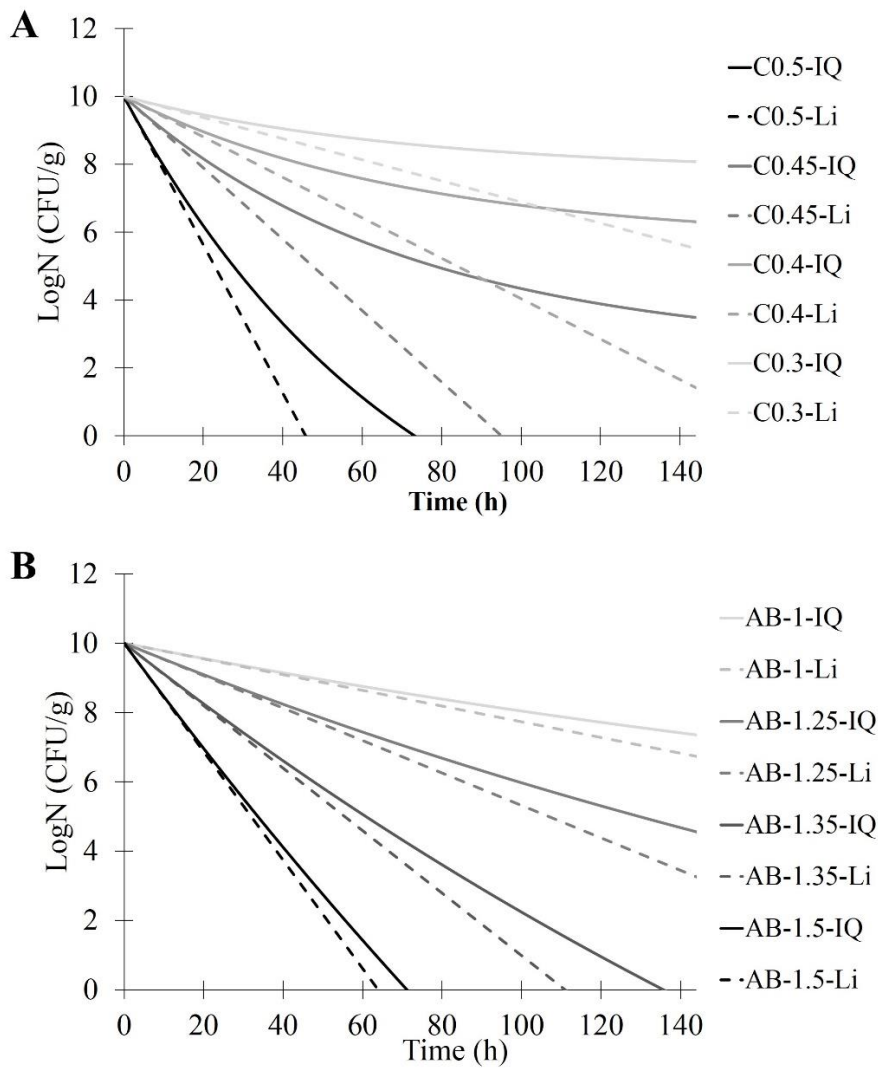 A
12
10
8
6
4
2
0
LogN (CFU/g)
0 20 40 60 80 100 120 140
Time (h)
C0.5-IQ
C0.5-Li
C0.45-IQ
C0.45-Li
C0.4-IQ
C0.4-Li
C0.3-IQ
C0.3-Li
B
12
10
8
6
4
2
0
LogN (CFU/g)
0 20 40 60 80 100 120 140
Time (h)
AB-1-IQ
AB-1-Li
AB-1.25-IQ
AB-1.25-Li
AB-1.35-IQ
AB-1.35-Li
AB-1.5-IQ
AB-1.5-Li